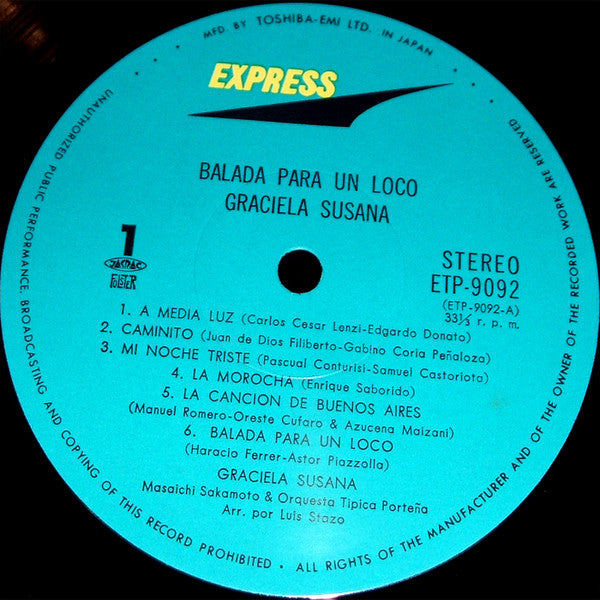 MFD. BY TOSHIBA-EMI LTD. IN JAPAN
EXPRESS
BALADA PARA UN LOCO
GRACIELA SUSANA
1
JASRAC
POLSTER
STEREO
ETP-9092
(ETP-9092-A)
33⅓ r. p. m.
1. A MEDIA LUZ (Carlos Cesar Lenzi-Edgardo Donato)
2. CAMINITO (Juan de Dios Filiberto-Gabino Coria Peñaloza)
3. MI NOCHE TRISTE (Pascual Conturisi-Samuel Castoriota)
4. LA MOROCHA (Enrique Saborido)
5. LA CANCION DE BUENOS AIRES
(Manuel Romero-Oreste Cufaro & Azucena Maizani)
6. BALADA PARA UN LOCO
(Haracio Ferrer-Astor Piazzolla)
GRACIELA SUSANA
Masaichi Sakamoto & Orquesta Tipica Porteña
Arr. por Luis Stazo
UNAUTHORIZED PUBLIC PERFORMANCE, BROADCASTING AND COPYING OF THIS RECORD PROHIBITED • ALL RIGHTS OF THE MANUFACTURER AND OF THE OWNER OF THE RECORDED WORK ARE RESERVED.